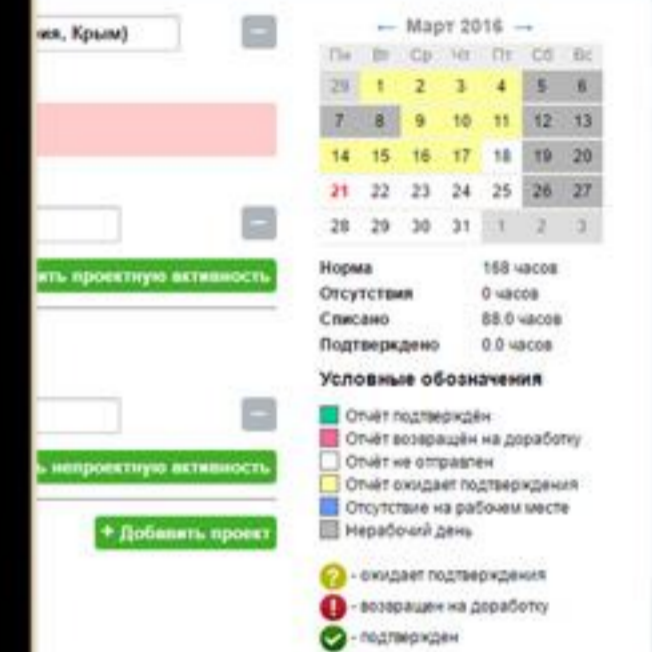 ия, Крым)
← Март 2016 →
Пн Вт Ср Чт Пт Сб Вс
29 1 2 3 4 5 6
7 8 9 10 11 12 13
14 15 16 17 18 19 20
21 22 23 24 25 26 27
28 29 30 31 1 2 3
ить проектную активность
Норма 168 часов
Отсутствия 0 часов
Списано 88.0 часов
Подтверждено 0.0 часов
Условные обозначения
Отчёт подтверждён
Отчёт возвращён на доработку
Отчёт не отправлен
ь непроектную активность
Отчёт ожидает подтверждения
Отсутствие на рабочем месте
Нерабочий день
+ Добавить проект
? - ожидает подтверждения
! - возвращен на доработку
- подтвержден